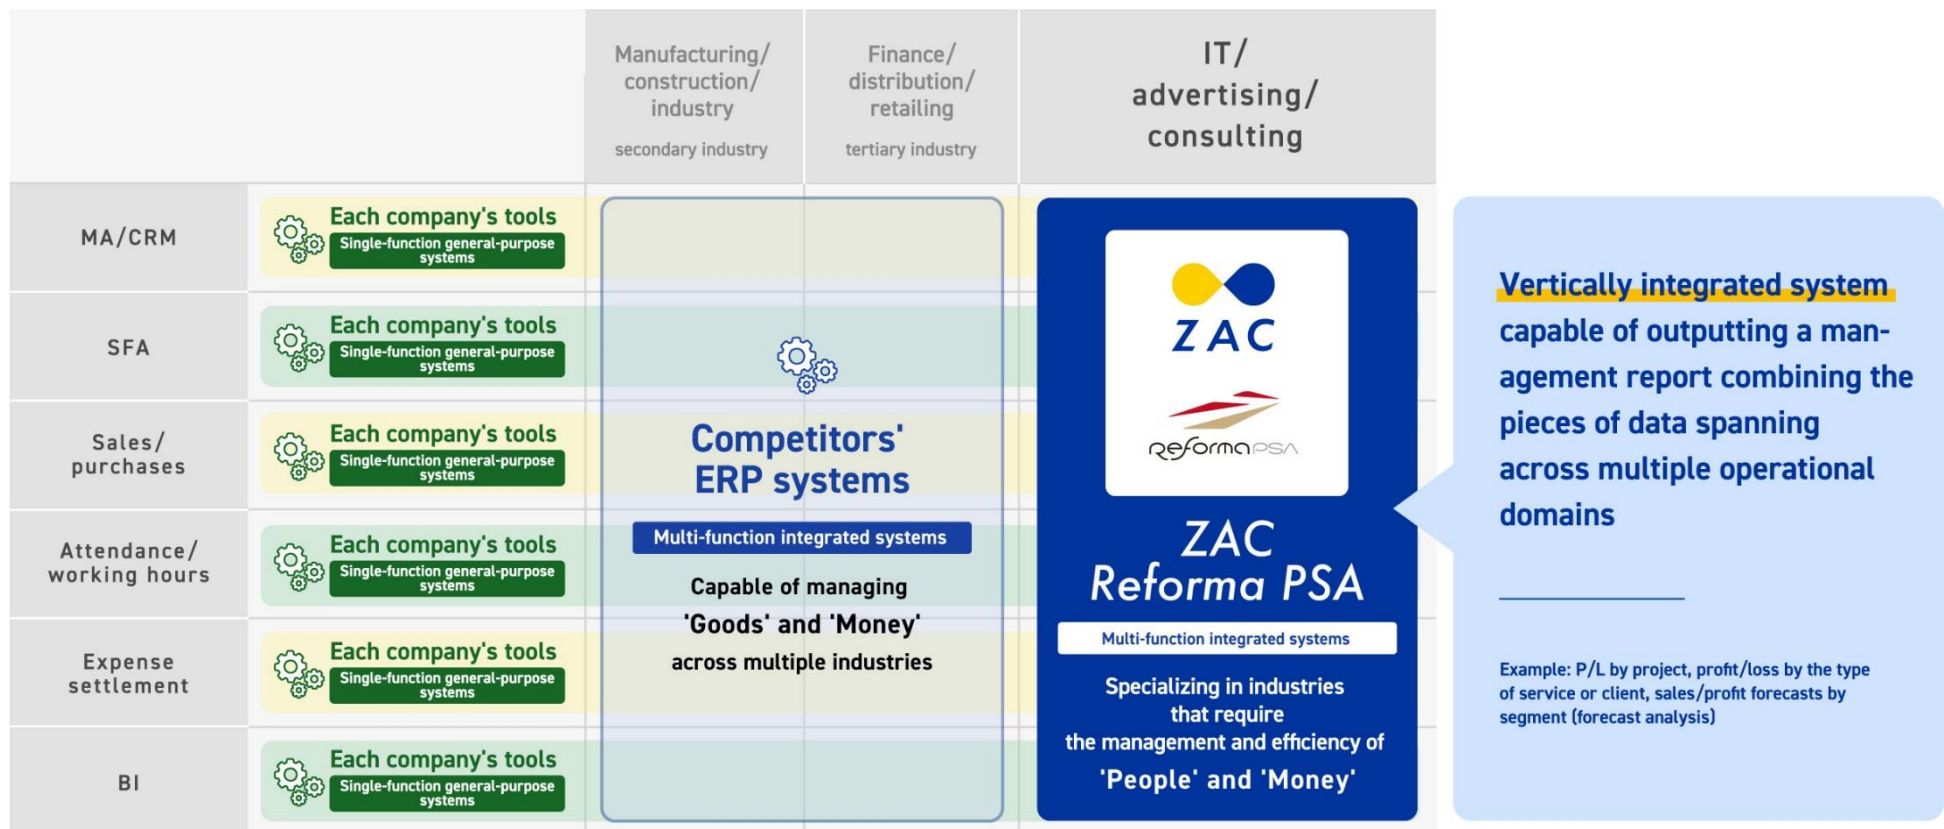 Manufacturing/
construction/
industry
secondary industry
Finance/
distribution/
retailing
tertiary industry
IT/
advertising/
consulting
MA/CRM
Each company's tools
Single-function general-purpose
systems
SFA
Each company's tools
Single-function general-purpose
systems
Sales/
purchases
Each company's tools
Single-function general-purpose
systems
Attendance/
working hours
Each company's tools
Single-function general-purpose
systems
Expense
settlement
Each company's tools
Single-function general-purpose
systems
BI
Each company's tools
Single-function general-purpose
systems
Competitors'
ERP systems
Multi-function integrated systems
Capable of managing
'Goods' and 'Money'
across multiple industries
ZAC
Reforma PSA
ZAC
Reforma PSA
Multi-function integrated systems
Specializing in industries
that require
the management and efficiency of
'People' and 'Money'
Vertically integrated system
capable of outputting a man-
agement report combining the
pieces of data spanning
across multiple operational
domains
Example: P/L by project, profit/loss by the type
of service or client, sales/profit forecasts by
segment (forecast analysis)